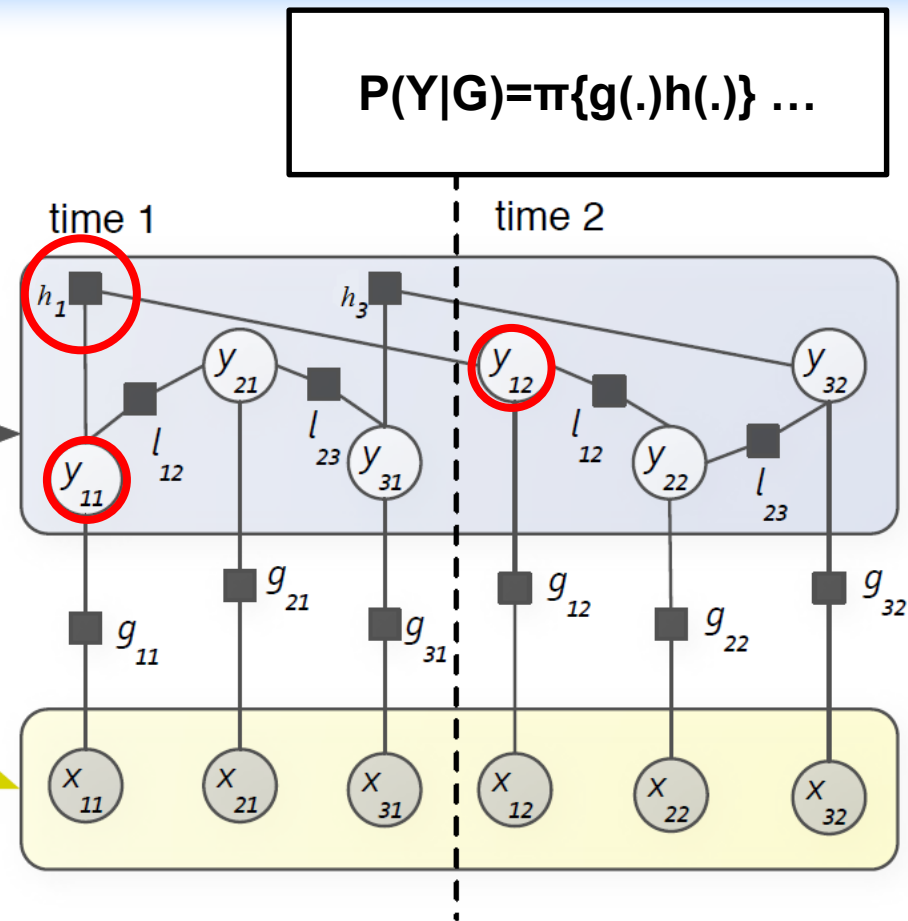 P(Y|G)=π{g(.)h(.)} …
time 1
time 2
h1
h3
y21
y12
y32
l12
l23
l12
y11
y31
y22
l23
g21
g12
g32
g11
g31
g22
x11
x21
x31
x12
x22
x32